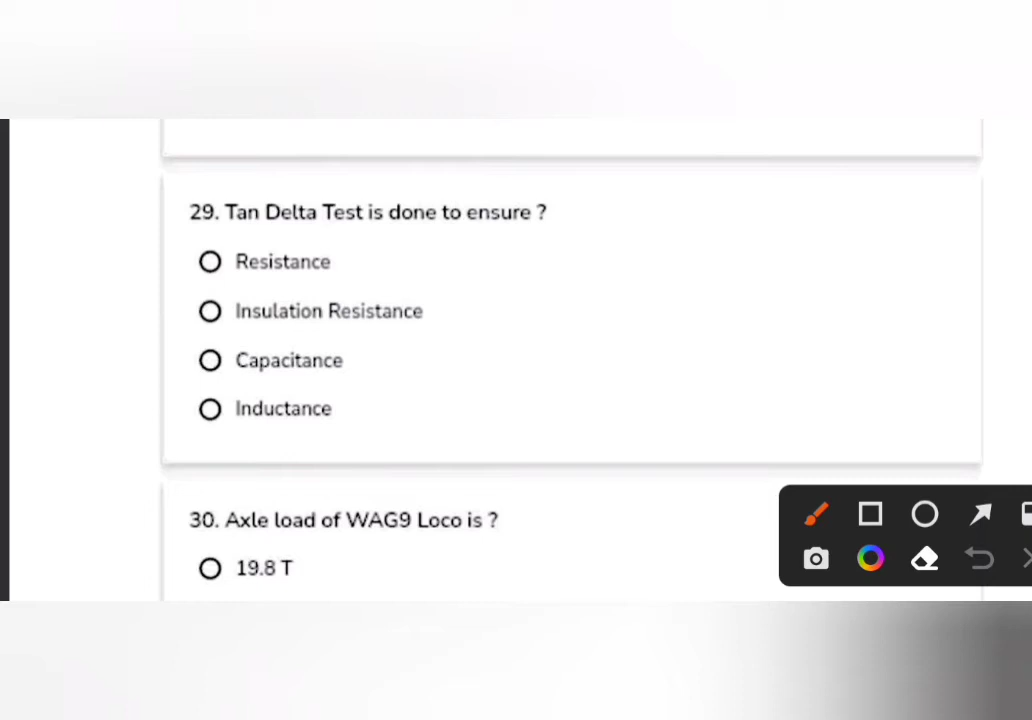 29. Tan Delta Test is done to ensure ?
Resistance
Insulation Resistance
Capacitance
Inductance
30. Axle load of WAG9 Loco is ?
19.8 T